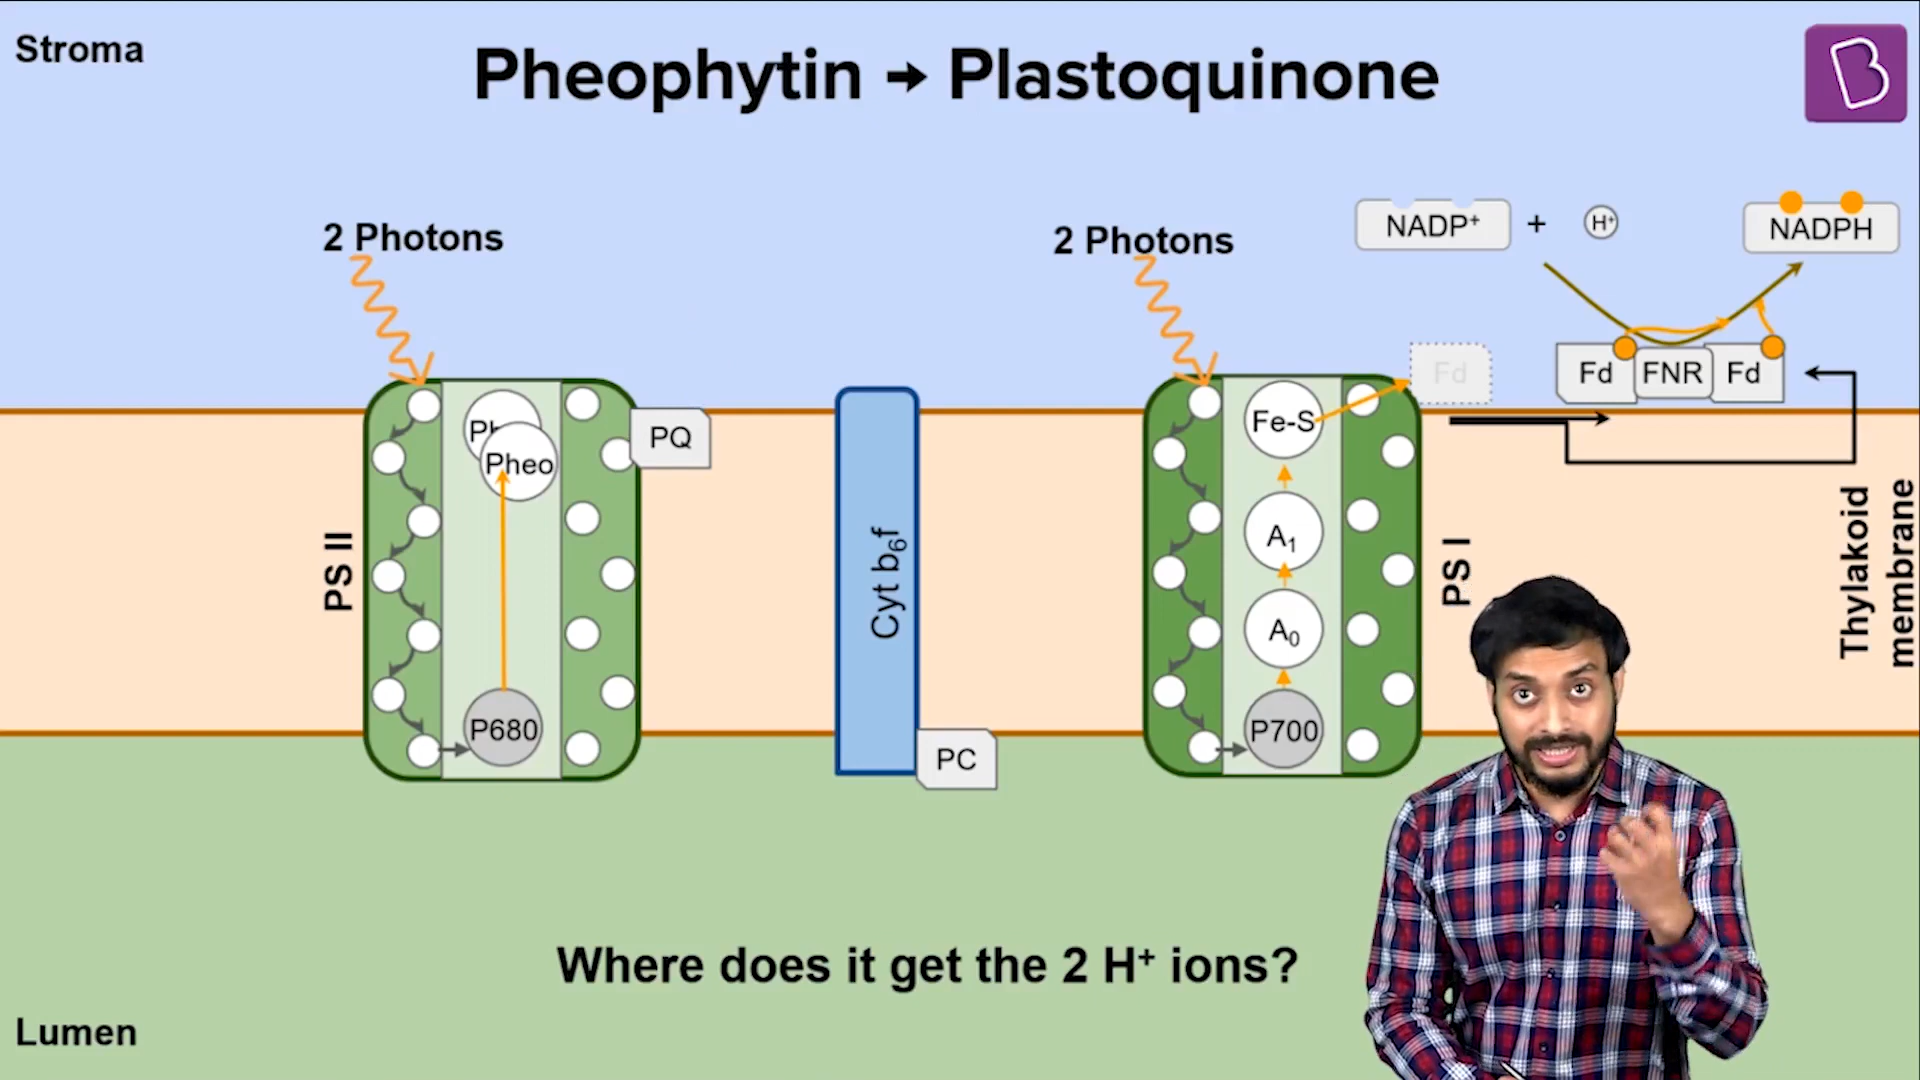 Stroma
Pheophytin → Plastoquinone
2 Photons
2 Photons
NADP⁺ + H⁺
NADPH
Fd
Fd FNR Fd
Pheo
PQ
Fe-S
A₁
A₀
PS II
Cyt b₆f
PS I
Thylakoid
membrane
P680
P700
PC
Where does it get the 2 H⁺ ions?
Lumen